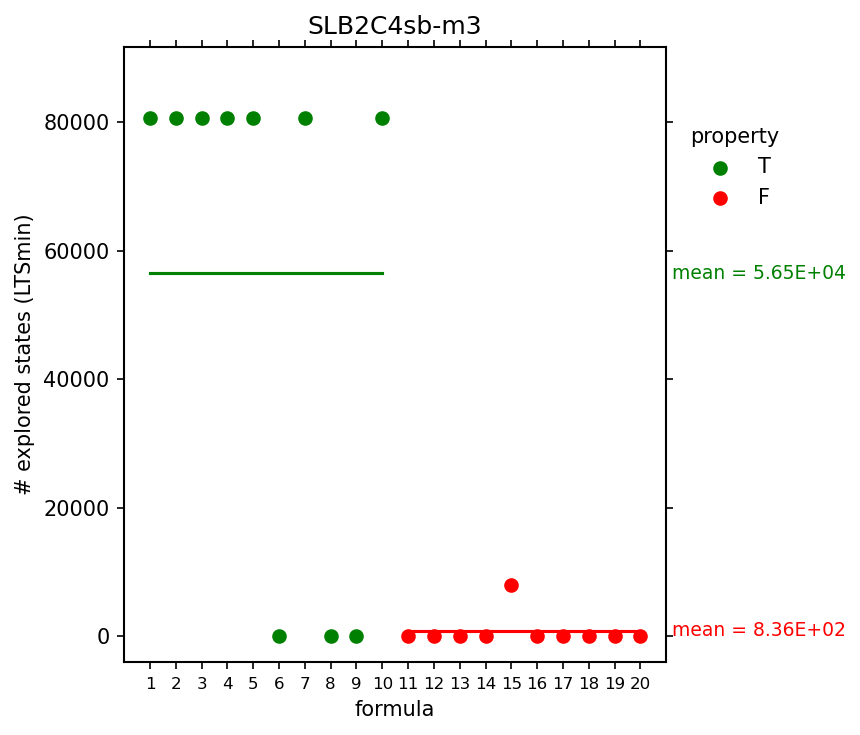 SLB2C4sb-m3
# explored states (LTSmin)
80000
60000
40000
20000
0
1 2 3 4 5 6 7 8 9 10 11 12 13 14 15 16 17 18 19 20
formula
property
T
F
mean = 5.65E+04
mean = 8.36E+02